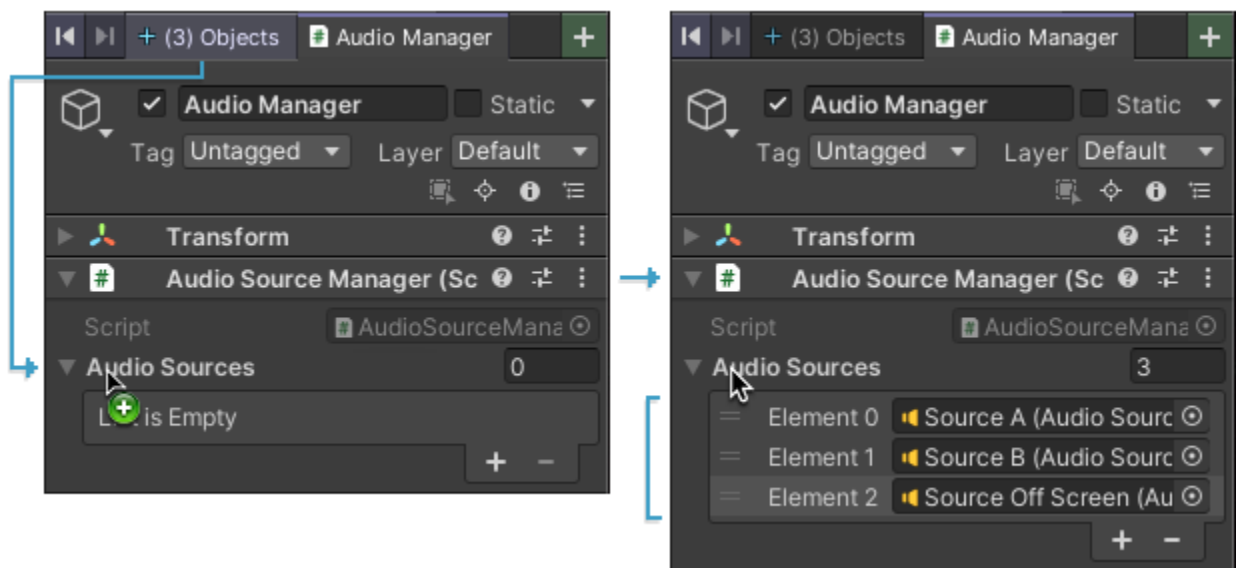 (3) Objects
Audio Manager
Audio Manager
Static
Tag Untagged Layer Default
Transform
Audio Source Manager (Sc
Script AudioSourceMana
Audio Sources 0
is Empty
(3) Objects
Audio Manager
Audio Manager
Static
Tag Untagged Layer Default
Transform
Audio Source Manager (Sc
Script AudioSourceMana
Audio Sources 3
Element 0 Source A (Audio Sourc
Element 1 Source B (Audio Sourc
Element 2 Source Off Screen (Au